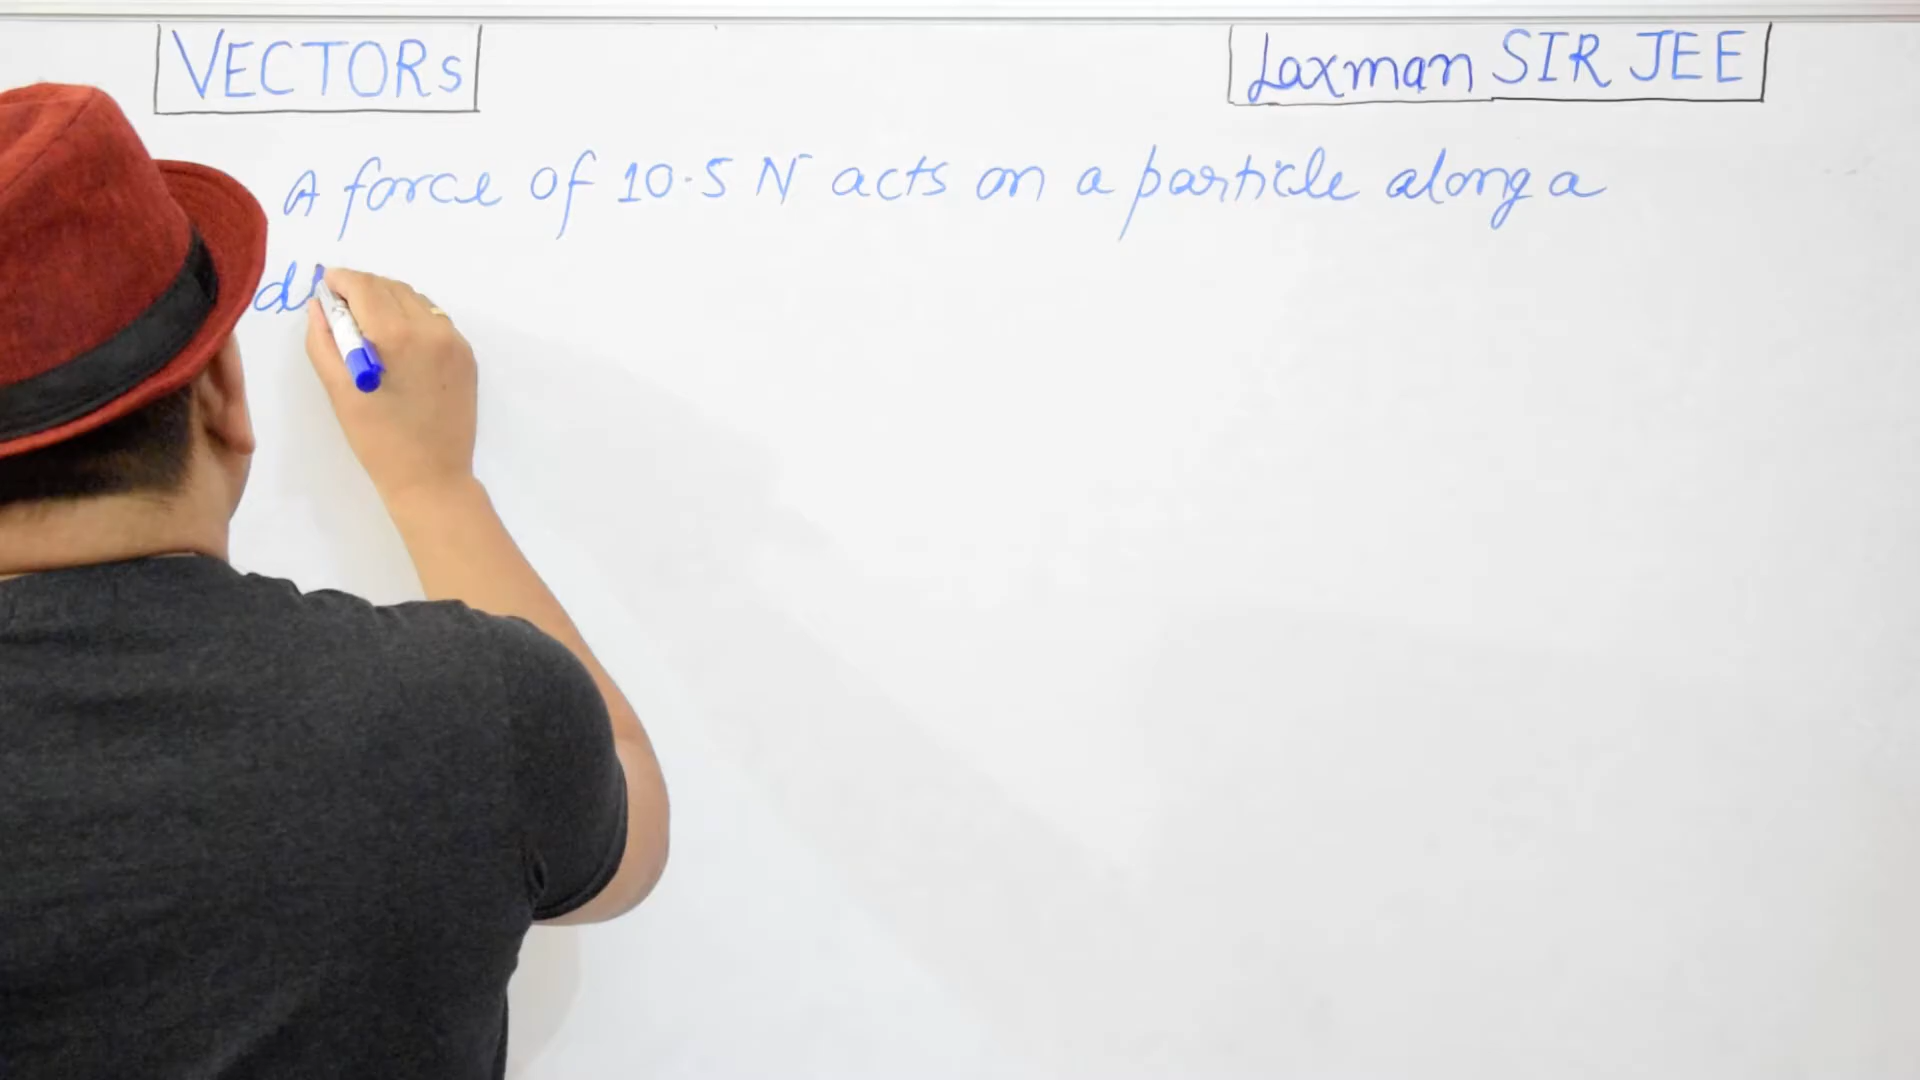 VECTORs
Laxman SIR JEE
A force of 10.5 N acts on a particle along a